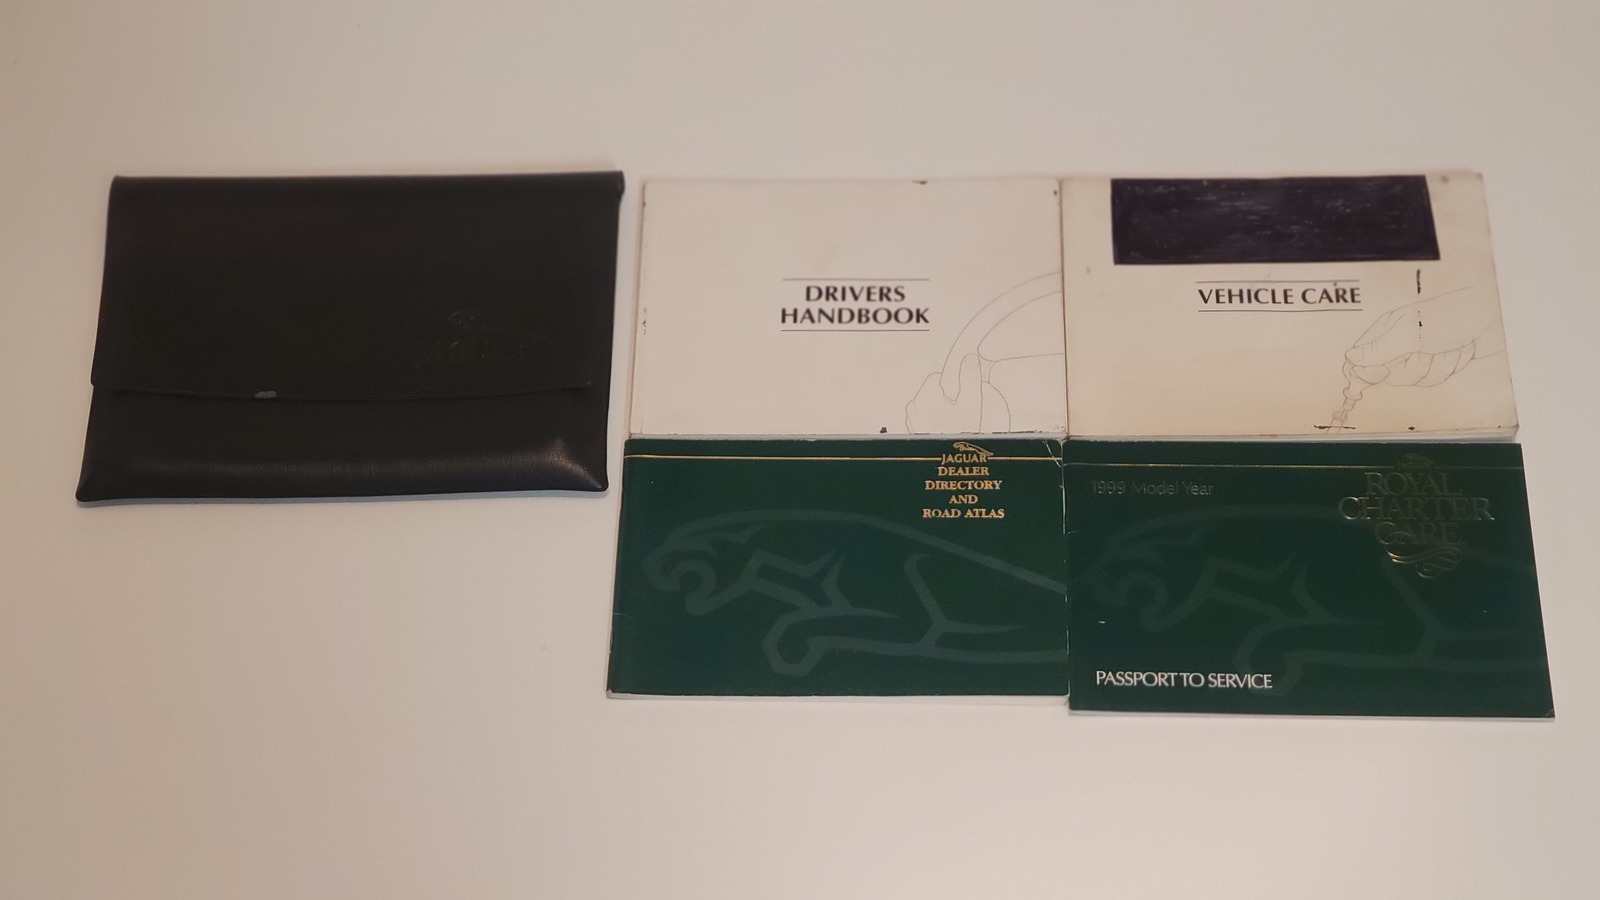 JAGUAR
DRIVERS
HANDBOOK
VEHICLE CARE
JAGUAR
DEALER
DIRECTORY
AND
ROAD ATLAS
1999 Model Year
ROYAL
CHARTER
CARE
PASSPORT TO SERVICE